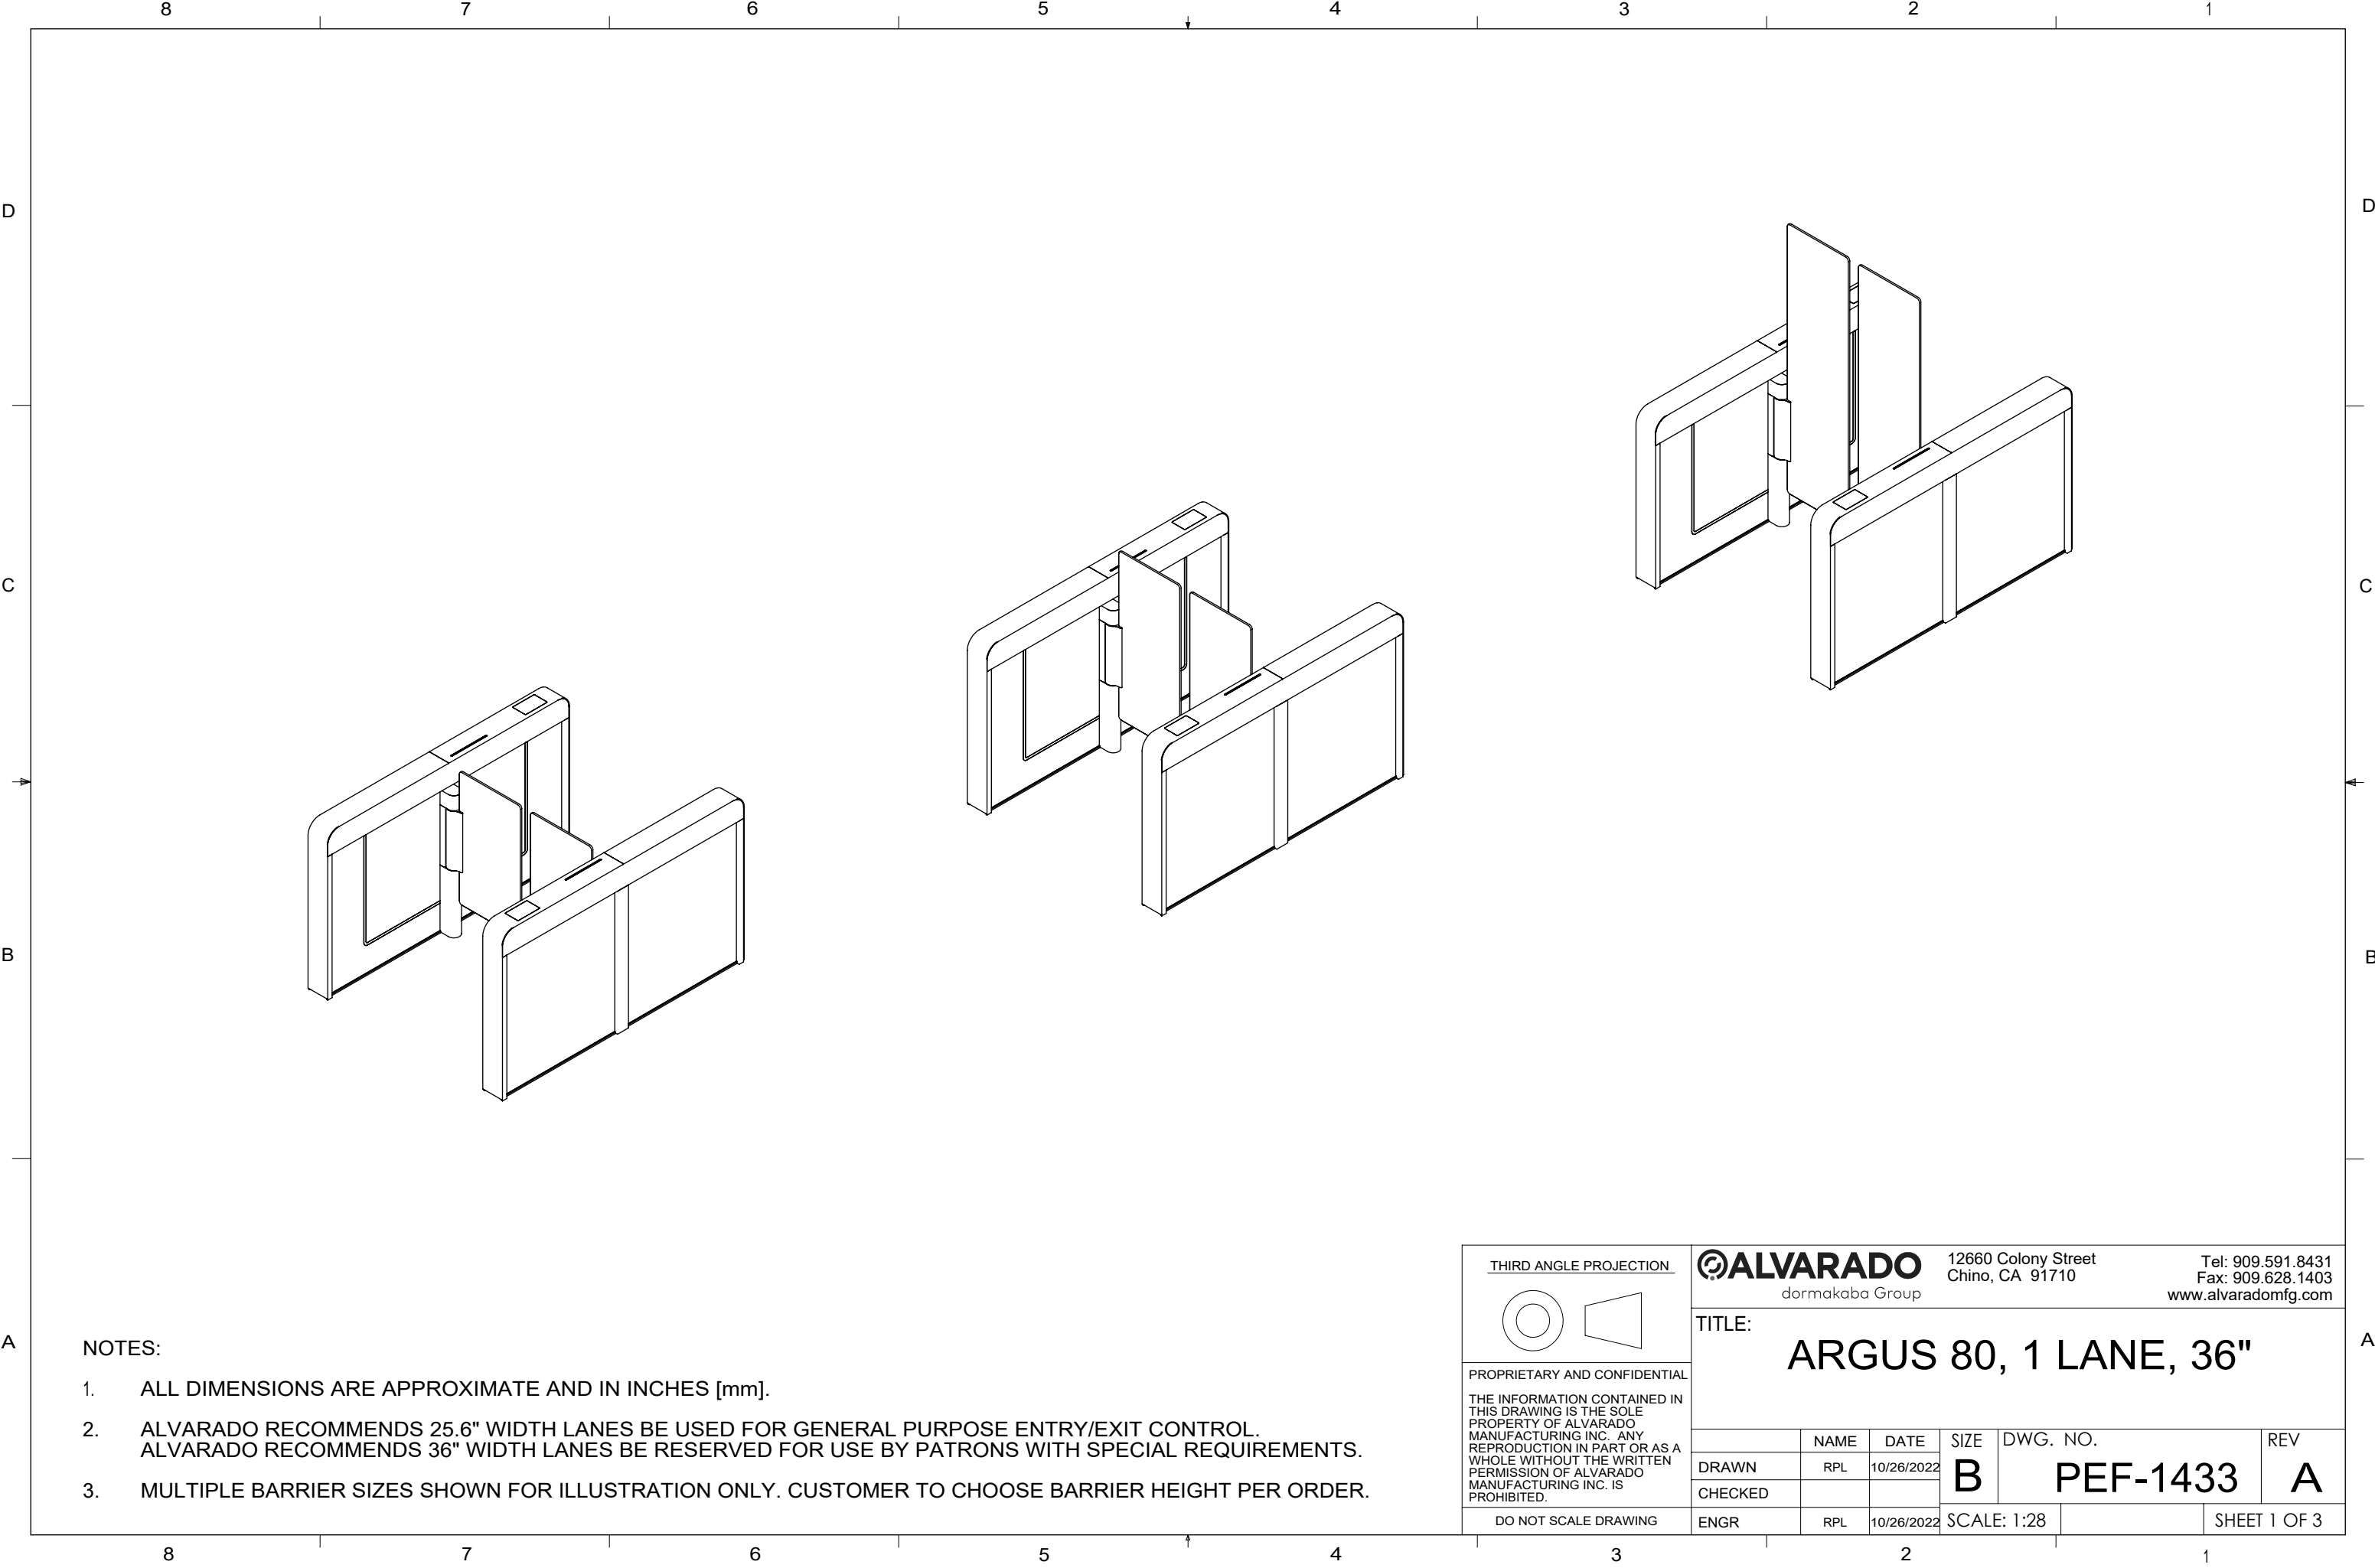 8 7 6 5 4 3 2 1
D D
C C
B B
A A
NOTES:
1. ALL DIMENSIONS ARE APPROXIMATE AND IN INCHES [mm].
2. ALVARADO RECOMMENDS 25.6" WIDTH LANES BE USED FOR GENERAL PURPOSE ENTRY/EXIT CONTROL.
ALVARADO RECOMMENDS 36" WIDTH LANES BE RESERVED FOR USE BY PATRONS WITH SPECIAL REQUIREMENTS.
3. MULTIPLE BARRIER SIZES SHOWN FOR ILLUSTRATION ONLY. CUSTOMER TO CHOOSE BARRIER HEIGHT PER ORDER.
THIRD ANGLE PROJECTION
PROPRIETARY AND CONFIDENTIAL
THE INFORMATION CONTAINED IN
THIS DRAWING IS THE SOLE
PROPERTY OF ALVARADO
MANUFACTURING INC. ANY
REPRODUCTION IN PART OR AS A
WHOLE WITHOUT THE WRITTEN
PERMISSION OF ALVARADO
MANUFACTURING INC. IS
PROHIBITED.
DO NOT SCALE DRAWING
ALVARADO
dormakaba Group
12660 Colony Street
Chino, CA 91710
Tel: 909.591.8431
Fax: 909.628.1403
www.alvaradomfg.com
TITLE:
ARGUS 80, 1 LANE, 36"
NAME DATE
DRAWN RPL 10/26/2022
CHECKED
ENGR RPL 10/26/2022
SIZE
B
DWG. NO.
PEF-1433
REV
A
SCALE: 1:28
SHEET 1 OF 3
8 7 6 5 4 3 2 1